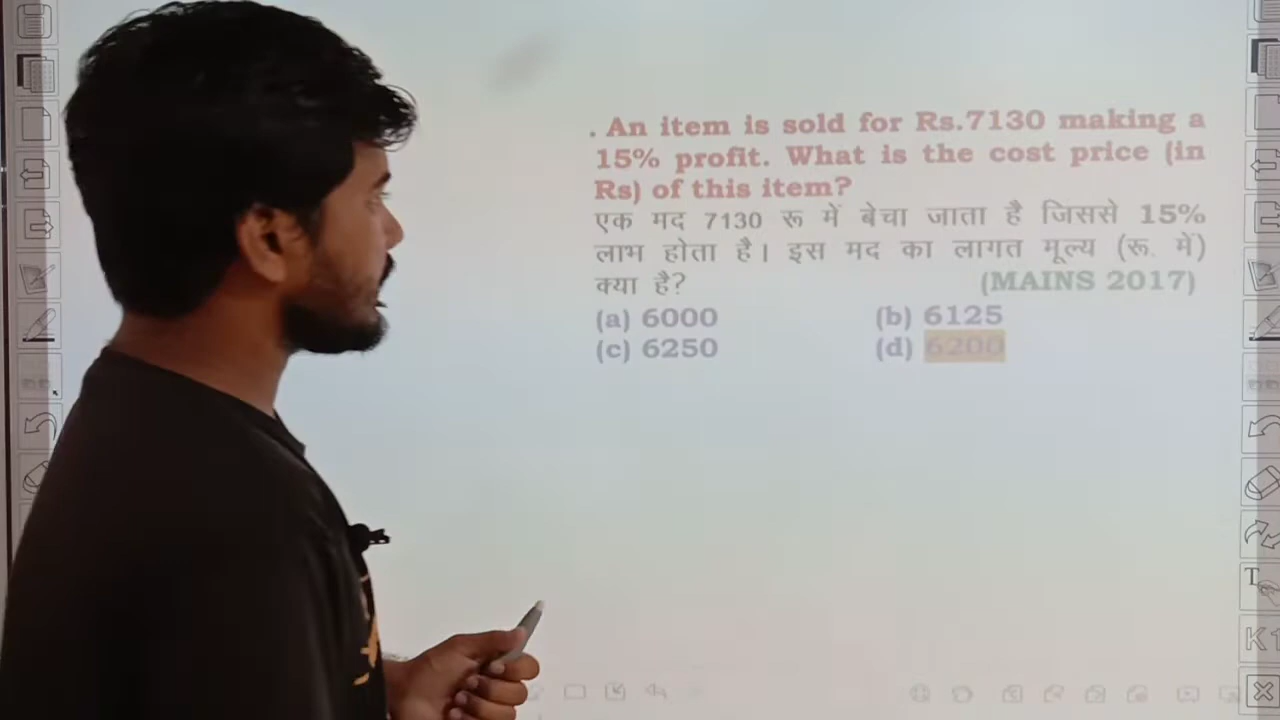 . An item is sold for Rs.7130 making a
15% profit. What is the cost price (in
Rs) of this item?
एक मद 7130 रू में बेचा जाता है जिससे 15%
लाभ होता है। इस मद का लागत मूल्य (रू. में)
क्या है? (MAINS 2017)
(a) 6000 (b) 6125
(c) 6250 (d) 6200
T
K1